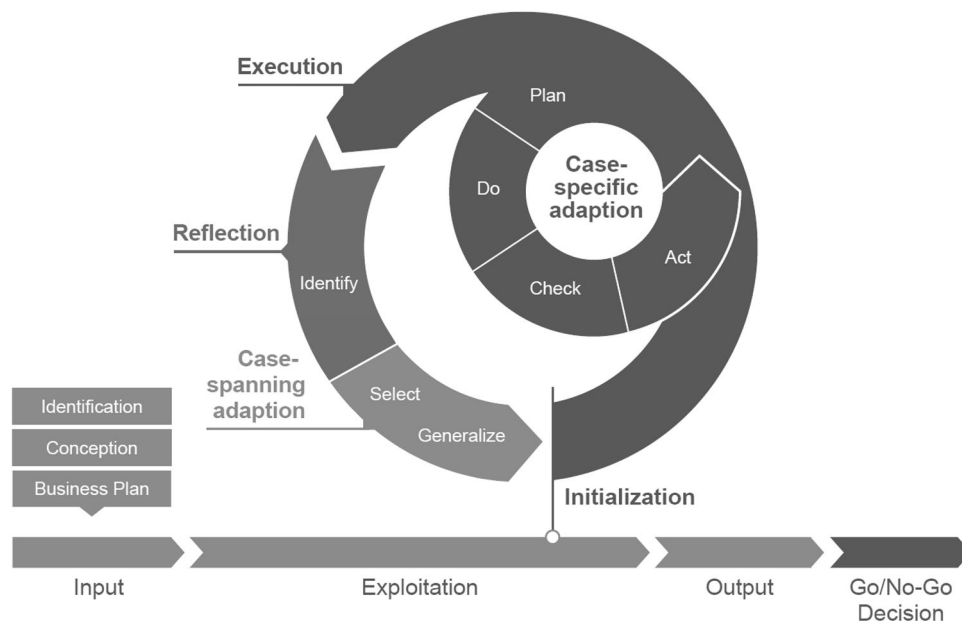 Execution
Plan
Case-
specific
adaption
Do
Act
Check
Reflection
Identify
Case-
spanning
adaption
Select
Generalize
Identification
Conception
Business Plan
Initialization
Input
Exploitation
Output
Go/No-Go
Decision